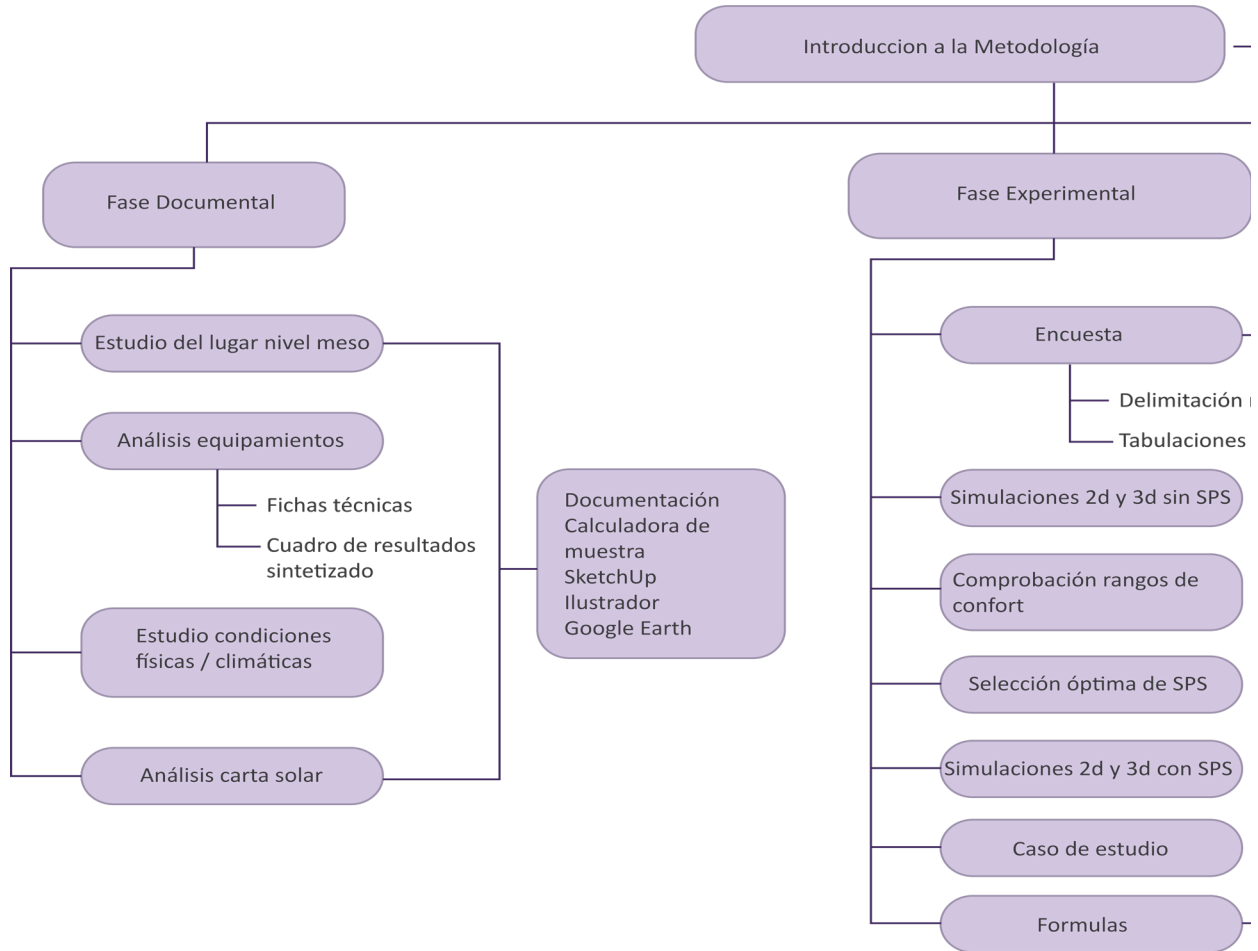 Introduccion a la Metodología
Fase Documental
Estudio del lugar nivel meso
Análisis equipamientos
Fichas técnicas
Cuadro de resultados
sintetizado
Estudio condiciones
físicas / climáticas
Análisis carta solar
Documentación
Calculadora de
muestra
SketchUp
Ilustrador
Google Earth
Fase Experimental
Encuesta
Delimitación
Tabulaciones
Simulaciones 2d y 3d sin SPS
Comprobación rangos de
confort
Selección óptima de SPS
Simulaciones 2d y 3d con SPS
Caso de estudio
Formulas